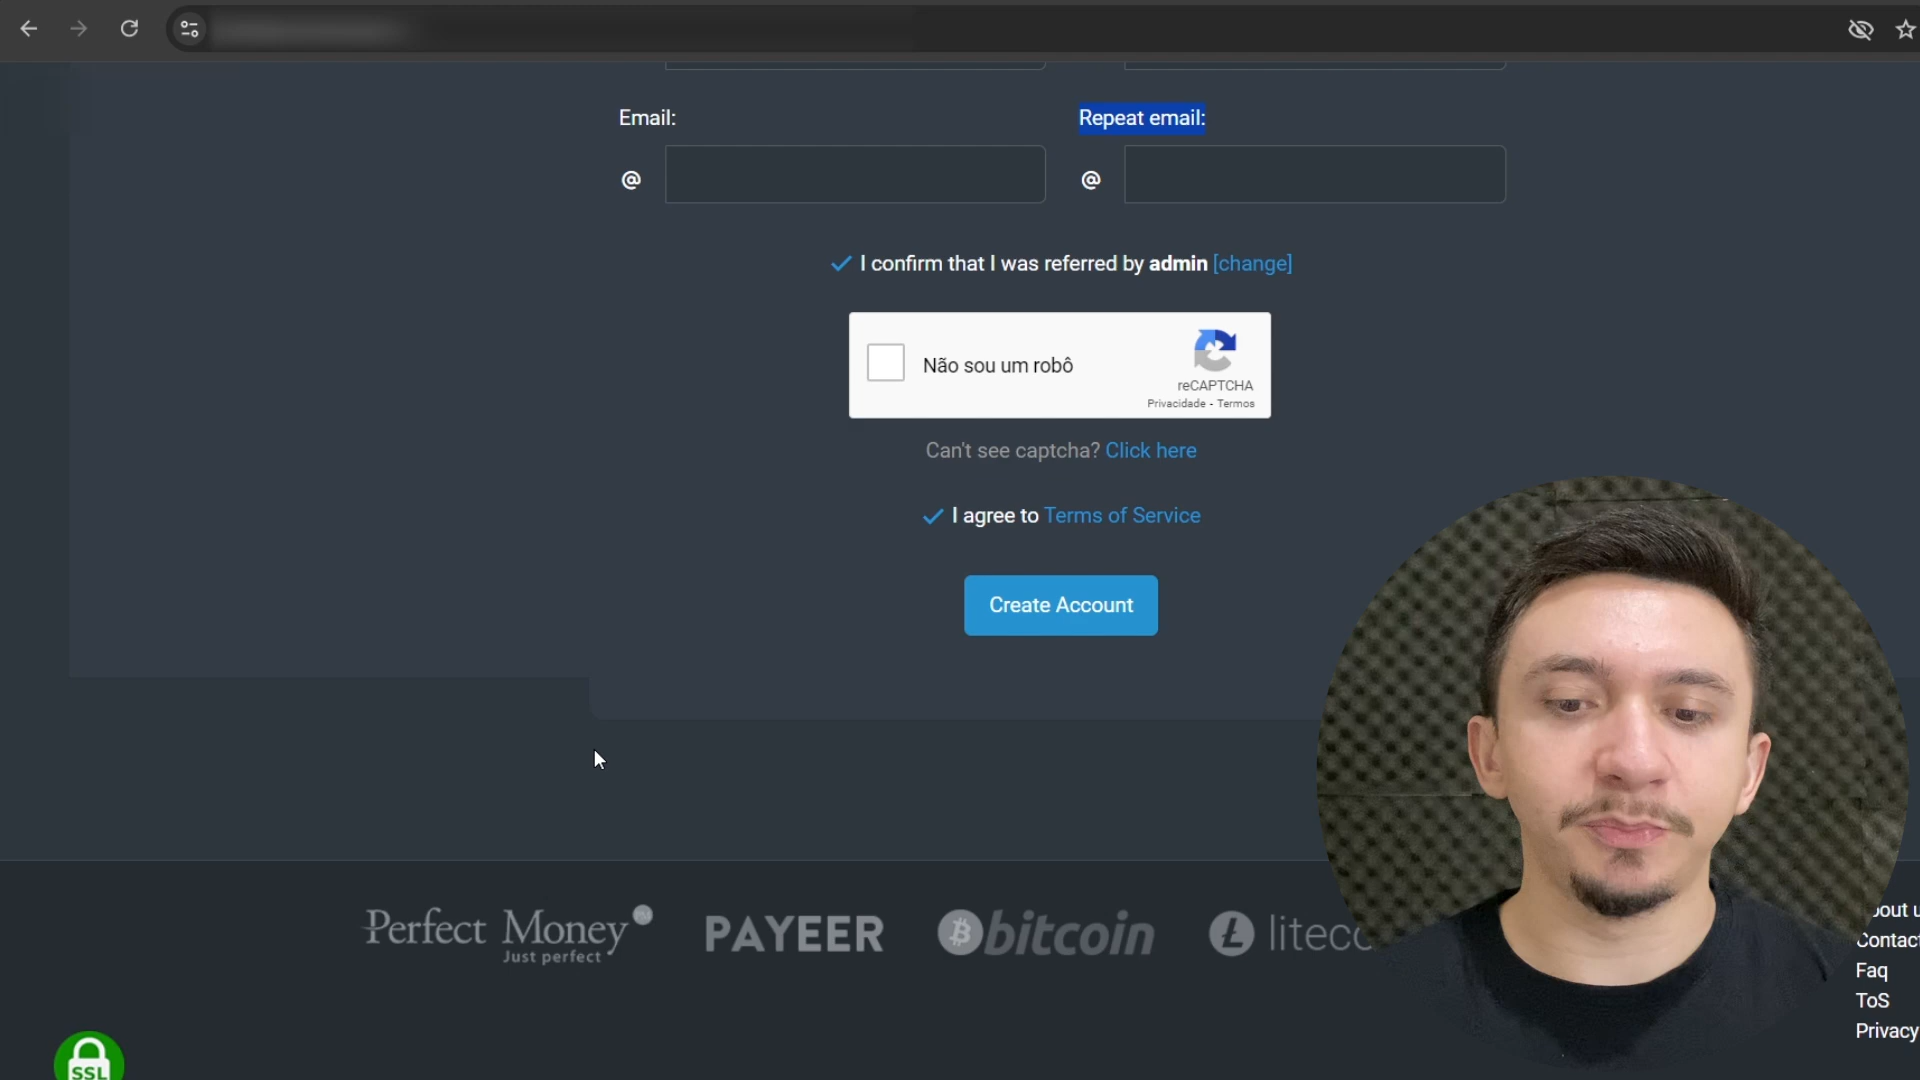 Email:
Repeat email:
@
@
I confirm that I was referred by admin [change]
Não sou um robô
reCAPTCHA
Privacidade - Termos
Can't see captcha? Click here
I agree to Terms of Service
Create Account
Perfect Money
Just perfect
PAYEER
bitcoin
liteco
Contact
Faq
ToS
Privacy
SSL